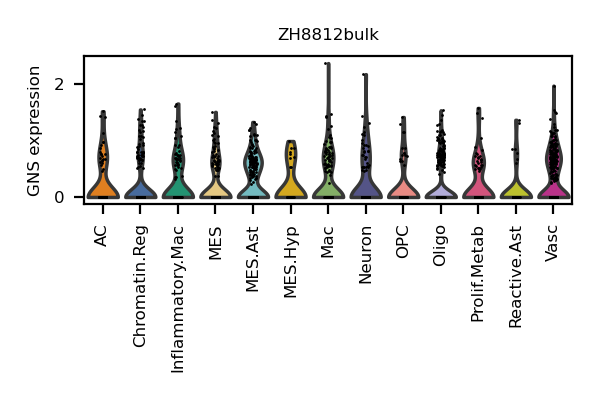 ZH8812bulk
GNS expression
2
0
AC
Chromatin.Reg
Inflammatory.Mac
MES
MES.Ast
MES.Hyp
Mac
Neuron
OPC
Oligo
Prolif.Metab
Reactive.Ast
Vasc